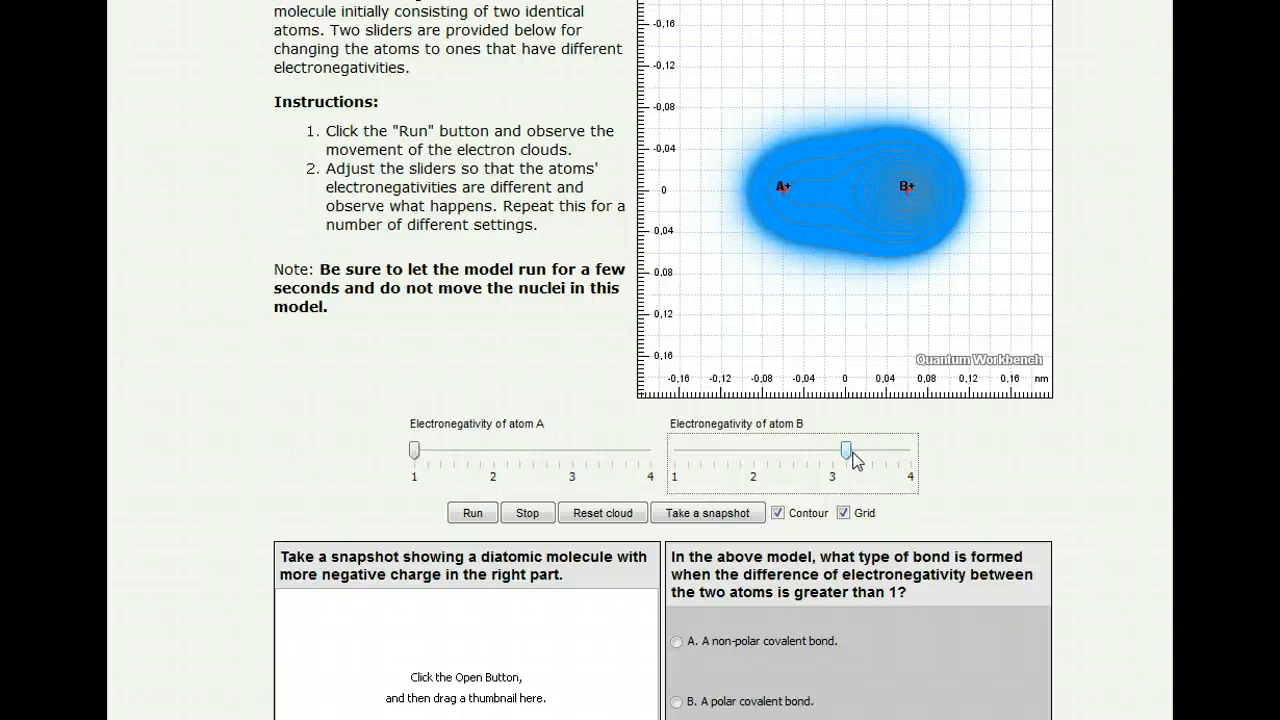 molecule initially consisting of two identical
atoms. Two sliders are provided below for
changing the atoms to ones that have different
electronegativities.
Instructions:
1. Click the "Run" button and observe the
movement of the electron clouds.
2. Adjust the sliders so that the atoms'
electronegativities are different and
observe what happens. Repeat this for a
number of different settings.
Note: Be sure to let the model run for a few
seconds and do not move the nuclei in this
model.
-0,16
-0,12
-0,08
-0,04
0
0,04
0,08
0,12
0,16
A+
B+
Quantum Workbench
-0,16 -0,12 -0,08 -0,04 0 0,04 0,08 0,12 0,16 nm
Electronegativity of atom A
1 2 3 4
Electronegativity of atom B
1 2 3 4
Run Stop Reset cloud Take a snapshot Contour Grid
Take a snapshot showing a diatomic molecule with
more negative charge in the right part.
Click the Open Button,
and then drag a thumbnail here.
In the above model, what type of bond is formed
when the difference of electronegativity between
the two atoms is greater than 1?
A. A non-polar covalent bond.
B. A polar covalent bond.